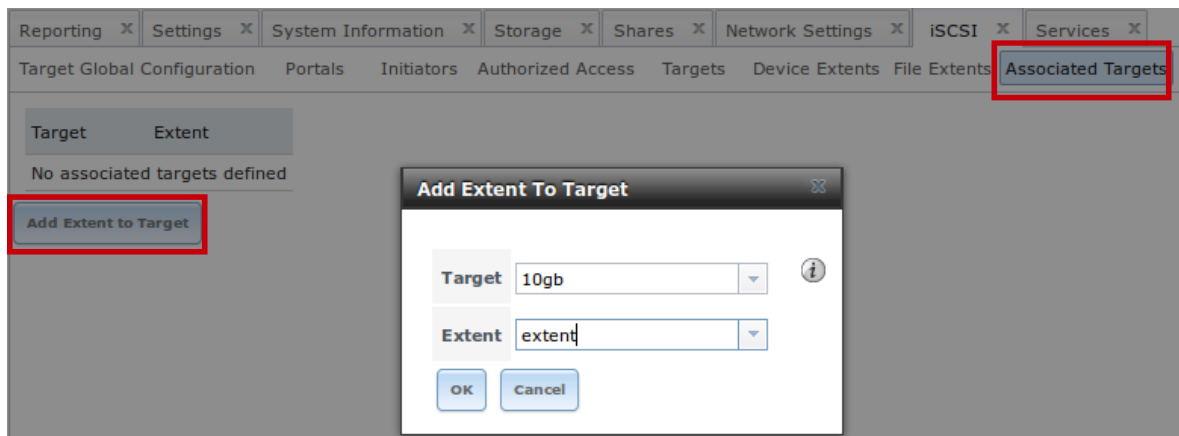 Reporting X Settings X System Information X Storage X Shares X Network Settings X iSCSI X Services X
Target Global Configuration Portals Initiators Authorized Access Targets Device Extents File Extents Associated Targets
Target Extent
No associated targets defined
Add Extent to Target
Add Extent To Target
Target 10gb i
Extent extent
OK Cancel